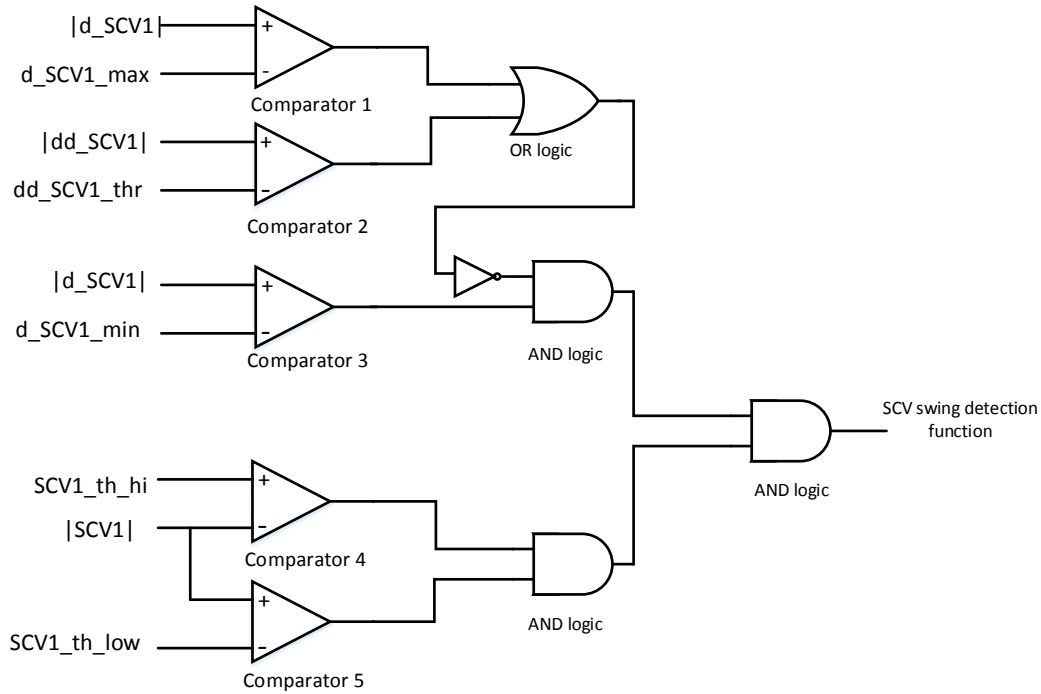 |d_SCV1|
+
d_SCV1_max
-
Comparator 1
|dd_SCV1|
+
dd_SCV1_thr
-
Comparator 2
OR logic
|d_SCV1|
+
d_SCV1_min
-
Comparator 3
AND logic
SCV swing detection
function
AND logic
SCV1_th_hi
+
|SCV1|
-
Comparator 4
+
SCV1_th_low
-
Comparator 5
AND logic